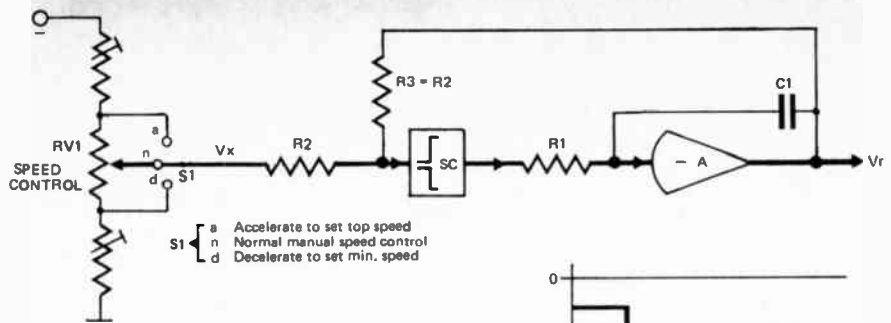 –
RV1
SPEED
CONTROL
a
n
d
S1
Vx
R2
R3 = R2
SC
R1
C1
– A
Vr
S1 a Accelerate to set top speed
n Normal manual speed control
d Decelerate to set min. speed
0